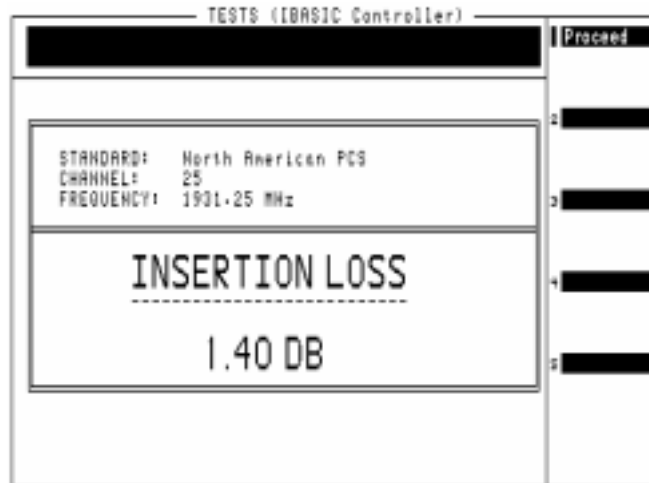 TESTS (IBASIC Controller)
1 Proceed
2
STANDARD: North American PCS
CHANNEL: 25
FREQUENCY: 1931.25 MHz
3
INSERTION LOSS
4
1.40 DB
5